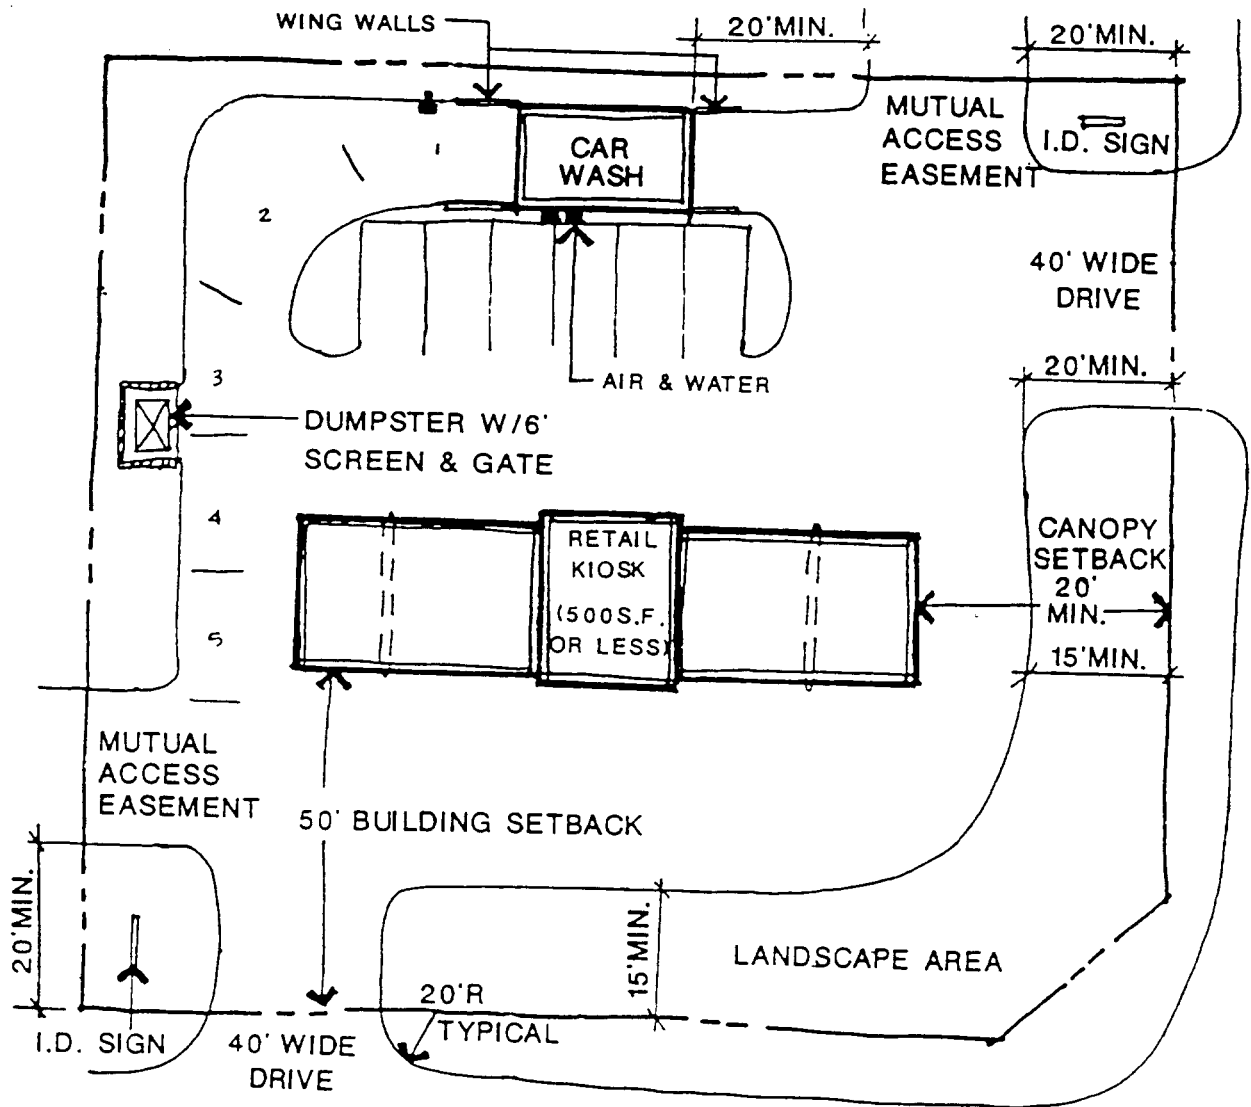 WING WALLS
20'MIN.
20'MIN.
MUTUAL
ACCESS
EASEMENT
I.D. SIGN
1
CAR
WASH
2
40' WIDE
DRIVE
AIR & WATER
20'MIN.
3
DUMPSTER W/6'
SCREEN & GATE
4
RETAIL
KIOSK
(500S.F.
OR LESS)
CANOPY
SETBACK
20'
MIN.
5
15'MIN.
MUTUAL
ACCESS
EASEMENT
50' BUILDING SETBACK
20'MIN.
15'MIN.
LANDSCAPE AREA
20'R
TYPICAL
I.D. SIGN
40' WIDE
DRIVE